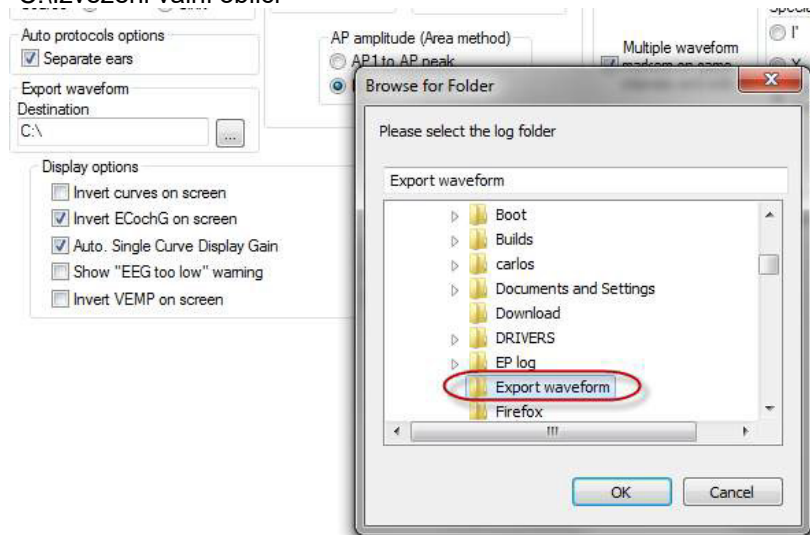 Auto protocols options
Separate ears
Export waveform
Destination
C:\
...
Display options
Invert curves on screen
Invert ECochG on screen
Auto. Single Curve Display Gain
Show "EEG too low" warning
Invert VEMP on screen
AP amplitude (Area method)
AP1 to AP peak
Multiple waveform
Browse for Folder
Please select the log folder
Export waveform
Boot
Builds
carlos
Documents and Settings
Download
DRIVERS
EP log
Export waveform
Firefox
OK
Cancel